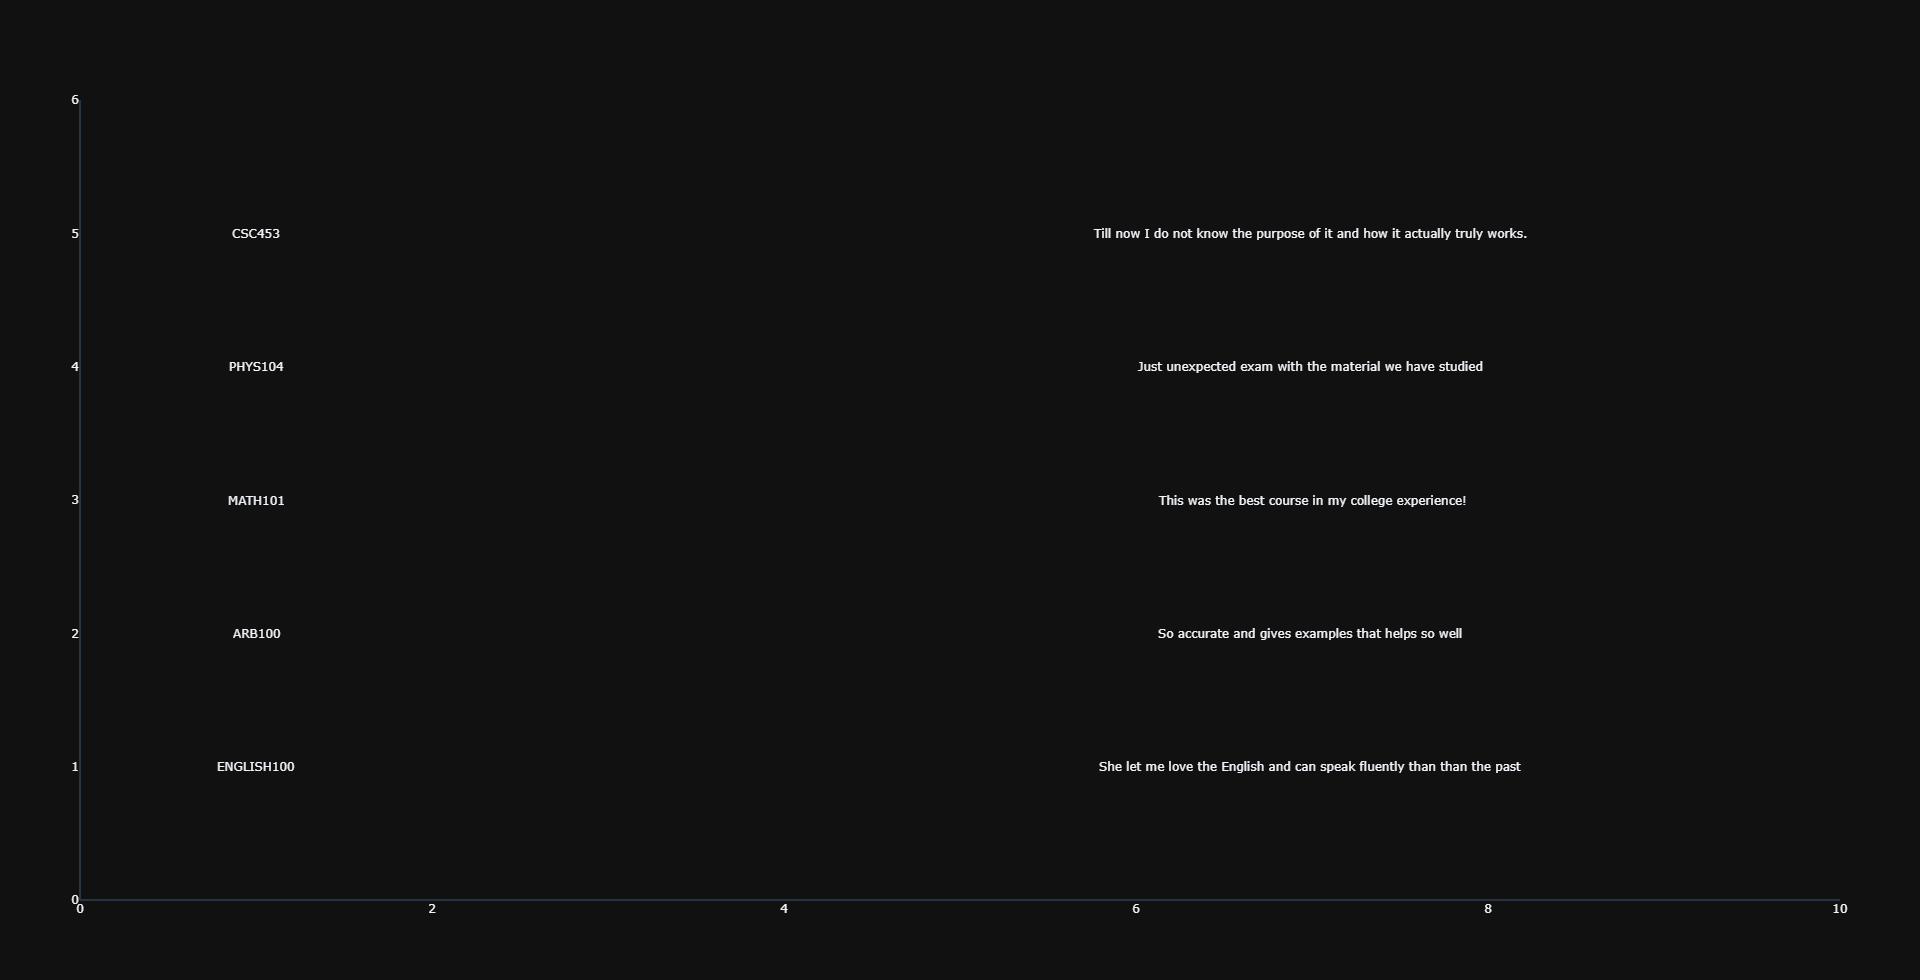 6
5 CSC453 Till now I do not know the purpose of it and how it actually truly works.
4 PHYS104 Just unexpected exam with the material we have studied
3 MATH101 This was the best course in my college experience!
2 ARB100 So accurate and gives examples that helps so well
1 ENGLISH100 She let me love the English and can speak fluently than than the past
0
0 2 4 6 8 10